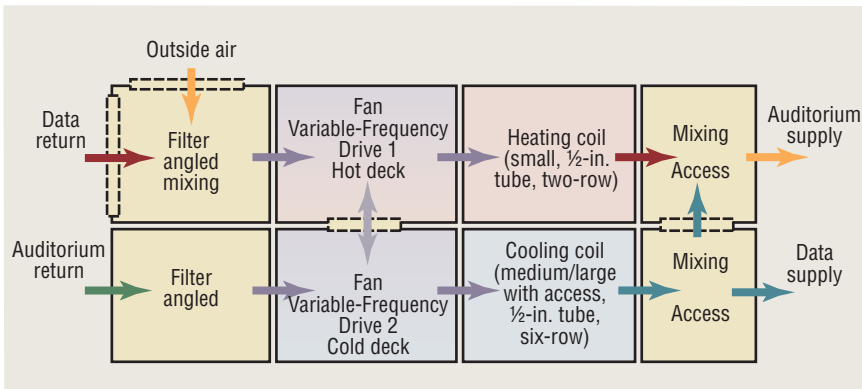 Outside air
Data
return
Filter
angled
mixing
Fan
Variable-Frequency
Drive 1
Hot deck
Heating coil
(small, ½-in.
tube, two-row)
Mixing
Access
Auditorium
supply
Auditorium
return
Filter
angled
Fan
Variable-Frequency
Drive 2
Cold deck
Cooling coil
(medium/large
with access,
½-in. tube,
six-row)
Mixing
Access
Data
supply